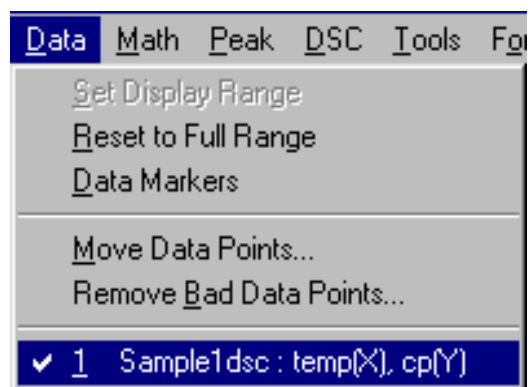 Data Math Peak DSC Tools Fo
Set Display Range
Reset to Full Range
Data Markers
Move Data Points...
Remove Bad Data Points...
✓ 1 Sample1dsc : temp(X), cp(Y)